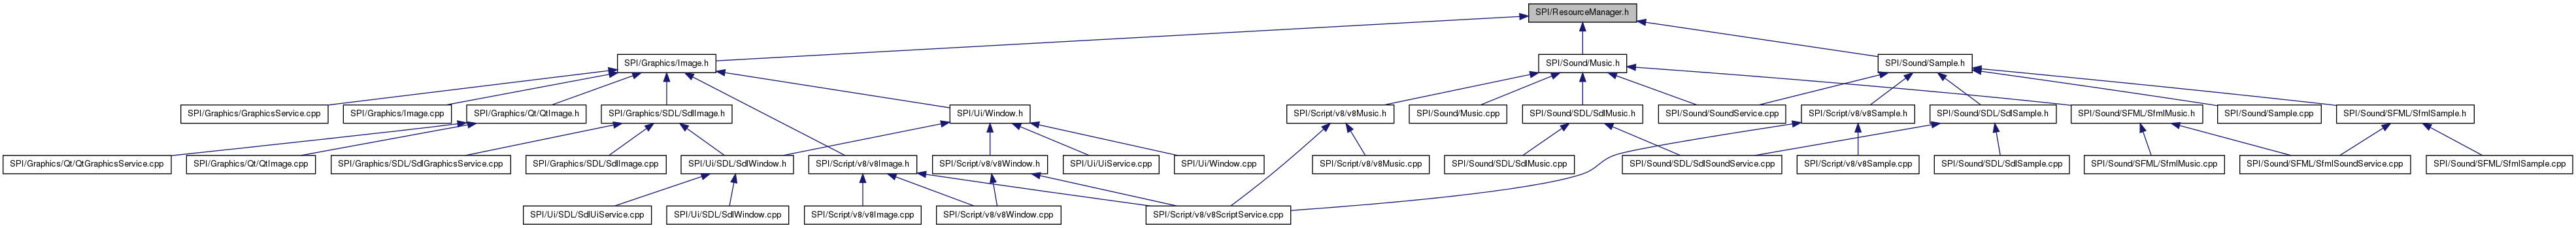 SPI/ResourceManager.h
SPI/Graphics/Image.h
SPI/Sound/Music.h
SPI/Sound/Sample.h
SPI/Graphics/GraphicsService.cpp
SPI/Graphics/Image.cpp
SPI/Graphics/Qt/QtImage.h
SPI/Graphics/SDL/SdlImage.h
SPI/Ui/Window.h
SPI/Script/v8/v8Music.h
SPI/Sound/Music.cpp
SPI/Sound/SDL/SdlMusic.h
SPI/Sound/SoundService.cpp
SPI/Script/v8/v8Sample.h
SPI/Sound/SDL/SdlSample.h
SPI/Sound/SFML/SfmlMusic.h
SPI/Sound/Sample.cpp
SPI/Sound/SFML/SfmlSample.h
SPI/Graphics/Qt/QtGraphicsService.cpp
SPI/Graphics/Qt/QtImage.cpp
SPI/Graphics/SDL/SdlGraphicsService.cpp
SPI/Graphics/SDL/SdlImage.cpp
SPI/Ui/SDL/SdlWindow.h
SPI/Script/v8/v8Image.h
SPI/Script/v8/v8Window.h
SPI/Ui/UiService.cpp
SPI/Ui/Window.cpp
SPI/Script/v8/v8Music.cpp
SPI/Sound/SDL/SdlMusic.cpp
SPI/Sound/SDL/SdlSoundService.cpp
SPI/Script/v8/v8Sample.cpp
SPI/Sound/SDL/SdlSample.cpp
SPI/Sound/SFML/SfmlMusic.cpp
SPI/Sound/SFML/SfmlSoundService.cpp
SPI/Sound/SFML/SfmlSample.cpp
SPI/Ui/SDL/SdlUiService.cpp
SPI/Ui/SDL/SdlWindow.cpp
SPI/Script/v8/v8Image.cpp
SPI/Script/v8/v8Window.cpp
SPI/Script/v8/v8ScriptService.cpp